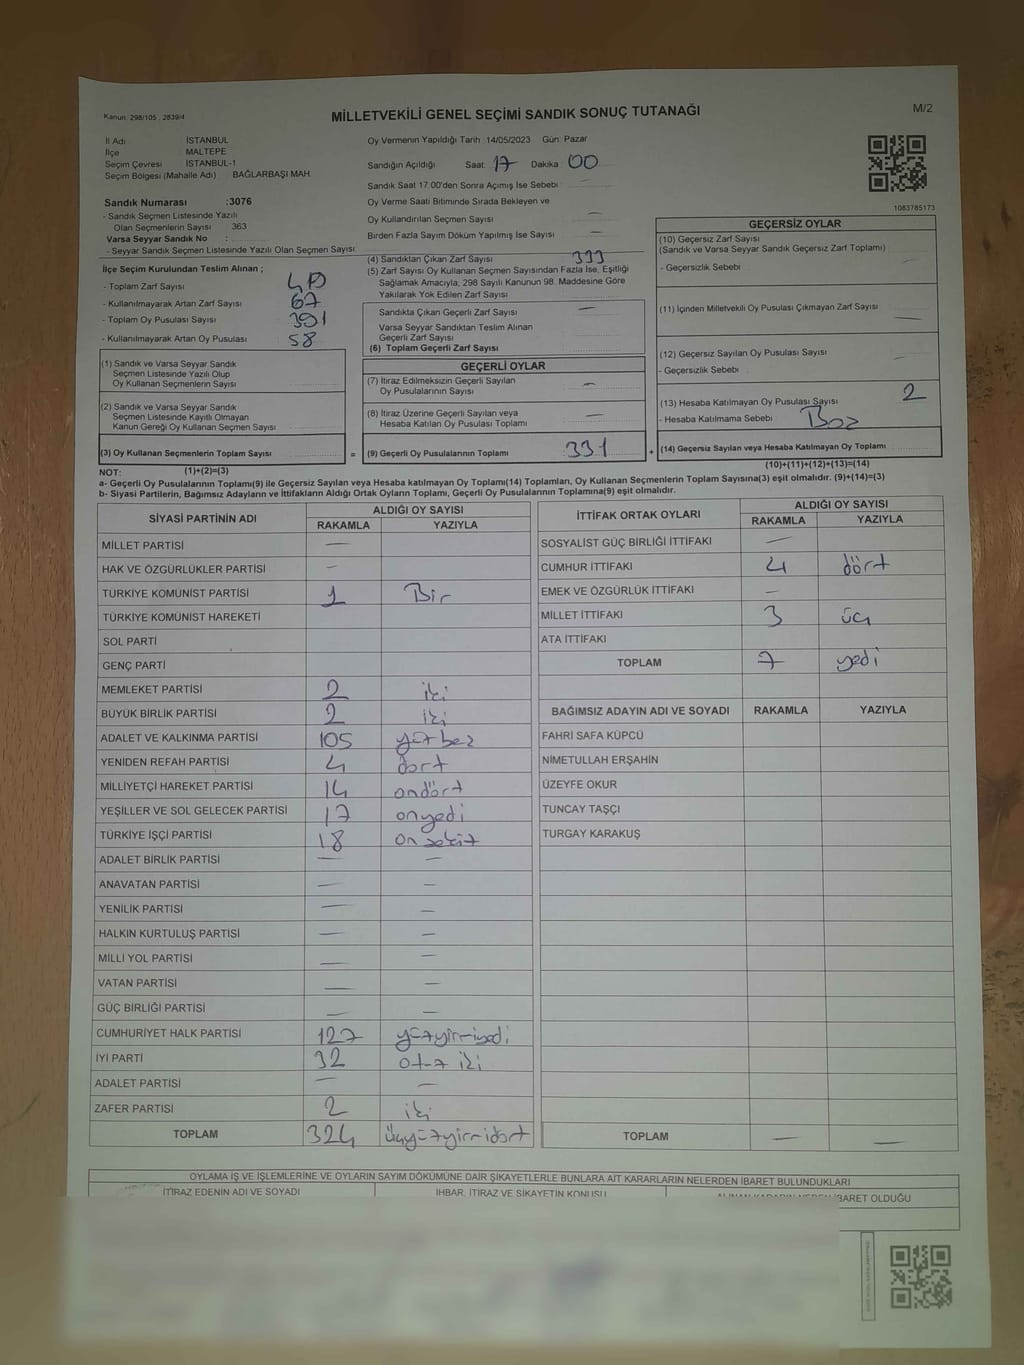 Kanun: 298/105 2839/4
MİLLETVEKİLİ GENEL SEÇİMİ SANDIK SONUÇ TUTANAĞI
M/2
İl Adı İSTANBUL
İlçe MALTEPE
Seçim Çevresi İSTANBUL-1
Seçim Bölgesi (Mahalle Adı) BAĞLARBAŞI MAH.
Sandık Numarası :3076
- Sandık Seçmen Listesinde Yazılı
Olan Seçmenlerin Sayısı 363
Varsa Seyyar Sandık No :
- Seyyar Sandık Seçmen Listesinde Yazılı Olan Seçmen Sayısı
Oy Vermenin Yapıldığı Tarih : 14/05/2023 Gün: Pazar
Sandığın Açıldığı Saat: 17 Dakika: 00
Sandık Saat 17:00'den Sonra Açımış İse Sebebi : —
Oy Verme Saati Bitiminde Sırada Bekleyen ve
Oy Kullandırılan Seçmen Sayısı —
Birden Fazla Sayım Döküm Yapılmış İse Sayısı —
1083785173
İlçe Seçim Kurulundan Teslim Alınan ;
- Toplam Zarf Sayısı
- Kullanılmayarak Artan Zarf Sayısı 67
- Toplam Oy Pusulası Sayısı 391
- Kullanılmayarak Artan Oy Pusulası 58
(1) Sandık ve Varsa Seyyar Sandık
Seçmen Listesinde Yazılı Olup
Oy Kullanan Seçmenlerin Sayısı
(2) Sandık ve Varsa Seyyar Sandık
Seçmen Listesinde Kayıtlı Olmayan
Kanun Gereği Oy Kullanan Seçmen Sayısı
(3) Oy Kullanan Seçmenlerin Toplam Sayısı =
(4) Sandıktan Çıkan Zarf Sayısı 333
(5) Zarf Sayısı Oy Kullanan Seçmen Sayısından Fazla İse, Eşitliği
Sağlamak Amacıyla; 298 Sayılı Kanunun 98. Maddesine Göre
Yakılarak Yok Edilen Zarf Sayısı
Sandıkta Çıkan Geçerli Zarf Sayısı —
Varsa Seyyar Sandıktan Teslim Alınan
Geçerli Zarf Sayısı
(6) Toplam Geçerli Zarf Sayısı
GEÇERLİ OYLAR
(7) İtiraz Edilmeksizin Geçerli Sayılan
Oy Pusulalarının Sayısı —
(8) İtiraz Üzerine Geçerli Sayılan veya
Hesaba Katılan Oy Pusulası Toplamı —
(9) Geçerli Oy Pusulalarının Toplamı 331 +
GEÇERSİZ OYLAR
(10) Geçersiz Zarf Sayısı
(Sandık ve Varsa Seyyar Sandık Geçersiz Zarf Toplamı)
- Geçersizlik Sebebi —
(11) İçinden Milletvekili Oy Pusulası Çıkmayan Zarf Sayısı
—
(12) Geçersiz Sayılan Oy Pusulası Sayısı —
- Geçersizlik Sebebi
(13) Hesaba Katılmayan Oy Pusulası Sayısı 2
- Hesaba Katılmama Sebebi Boş
(14) Geçersiz Sayılan veya Hesaba Katılmayan Oy Toplamı
NOT: (1)+(2)=(3)
(10)+(11)+(12)+(13)=(14)
a- Geçerli Oy Pusulalarının Toplamı(9) ile Geçersiz Sayılan veya Hesaba Katılmayan Oy Toplamı(14) Toplamları, Oy Kullanan Seçmenlerin Toplam Sayısına(3) eşit olmalıdır. (9)+(14)=(3)
b- Siyasi Partilerin, Bağımsız Adayların ve İttifakların Aldığı Ortak Oyların Toplamı, Geçerli Oy Pusulalarının Toplamına(9) eşit olmalıdır.
SİYASİ PARTİNİN ADI ALDIĞI OY SAYISI
RAKAMLA YAZIYLA
MİLLET PARTİSİ —
HAK VE ÖZGÜRLÜKLER PARTİSİ —
TÜRKİYE KOMÜNİST PARTİSİ 1 Bir
TÜRKİYE KOMÜNİST HAREKETİ
SOL PARTİ
GENÇ PARTİ
MEMLEKET PARTİSİ 2 iki
BÜYÜK BİRLİK PARTİSİ 2 iki
ADALET VE KALKINMA PARTİSİ 105 yüzbeş
YENİDEN REFAH PARTİSİ 4 dört
MİLLİYETÇİ HAREKET PARTİSİ 14 ondört
YEŞİLLER VE SOL GELECEK PARTİSİ 17 onyedi
TÜRKİYE İŞÇİ PARTİSİ 18 on sekiz
ADALET BİRLİK PARTİSİ — —
ANAVATAN PARTİSİ — —
YENİLİK PARTİSİ — —
HALKIN KURTULUŞ PARTİSİ — —
MİLLİ YOL PARTİSİ — —
VATAN PARTİSİ — —
GÜÇ BİRLİĞİ PARTİSİ — —
CUMHURİYET HALK PARTİSİ 127 yüzyirmiyedi
İYİ PARTİ 32 otuz iki
ADALET PARTİSİ — —
ZAFER PARTİSİ 2 iki
TOPLAM 324 üçyüzyirmidört
İTTİFAK ORTAK OYLARI ALDIĞI OY SAYISI
RAKAMLA YAZIYLA
SOSYALİST GÜÇ BİRLİĞİ İTTİFAKI —
CUMHUR İTTİFAKI 4 dört
EMEK VE ÖZGÜRLÜK İTTİFAKI —
MİLLET İTTİFAKI 3 üç
ATA İTTİFAKI
TOPLAM 7 yedi
BAĞIMSIZ ADAYIN ADI VE SOYADI RAKAMLA YAZIYLA
FAHRİ SAFA KÜPCÜ
NİMETULLAH ERŞAHİN
ÜZEYFE OKUR
TUNCAY TAŞÇI
TURGAY KARAKUŞ
TOPLAM — —
OYLAMA İŞ VE İŞLEMLERİNE VE OYLARIN SAYIM DÖKÜMÜNE DAİR ŞİKAYETLERLE BUNLARA AİT KARARLARIN NELERDEN İBARET BULUNDUKLARI
İTİRAZ EDENİN ADI VE SOYADI İHBAR, İTİRAZ VE ŞİKAYETİN KONUSU ALINAN KARARIN NEDEN İBARET OLDUĞU